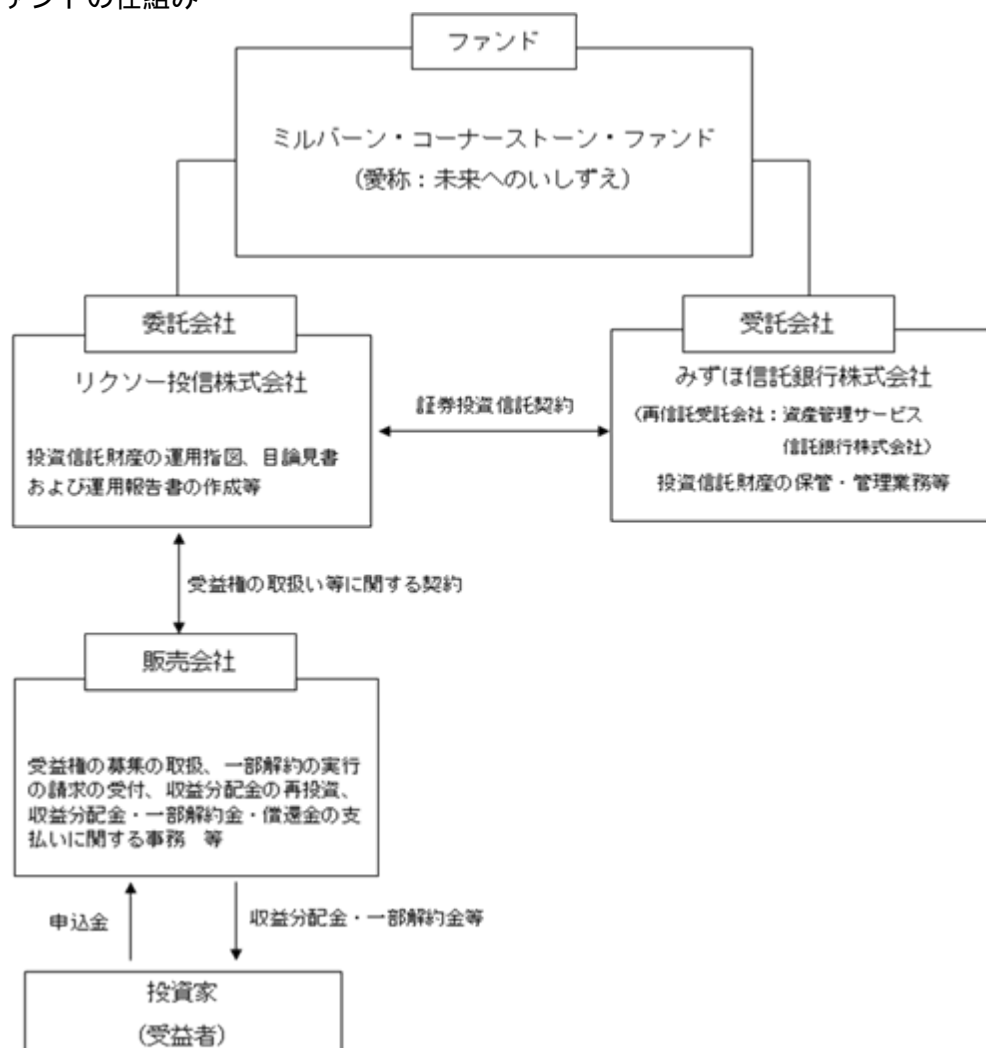 ァンドの仕組み
ファンド
ミルバーン・コーナーストーン・ファンド
(愛称:未来へのいしずえ)
委託会社
リクソー投信株式会社
投資信託財産の運用指図、目論見書
および運用報告書の作成等
証券投資信託契約
受託会社
みずほ信託銀行株式会社
〈再信託受託会社:資産管理サービス
信託銀行株式会社〉
投資信託財産の保管・管理業務等
受益権の取扱い等に関する契約
販売会社
受益権の募集の取扱、一部解約の実行
の請求の受付、収益分配金の再投資、
収益分配金・一部解約金・償還金の支
払いに関する事務 等
申込金
収益分配金・一部解約金等
投資家
(受益者)